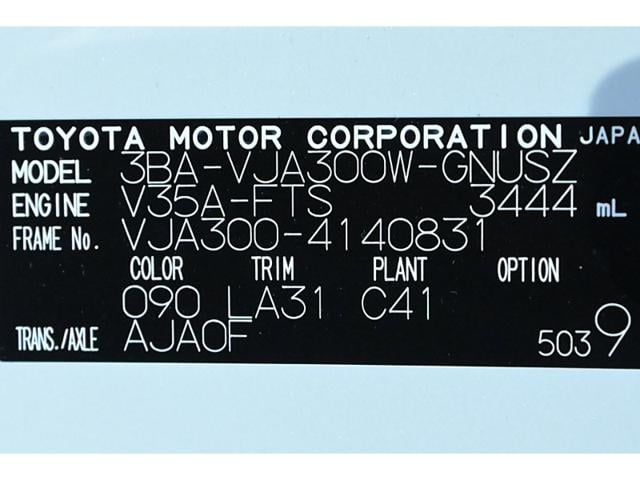 TOYOTA MOTOR CORPORATION JAPA
MODEL 3BA-VJA300W-GNUSZ
ENGINE V35A-FTS 3444 mL
FRAME No. VJA300-4140831
COLOR TRIM PLANT OPTION
090 LA31 C41
TRANS./AXLE AJA0F 5039